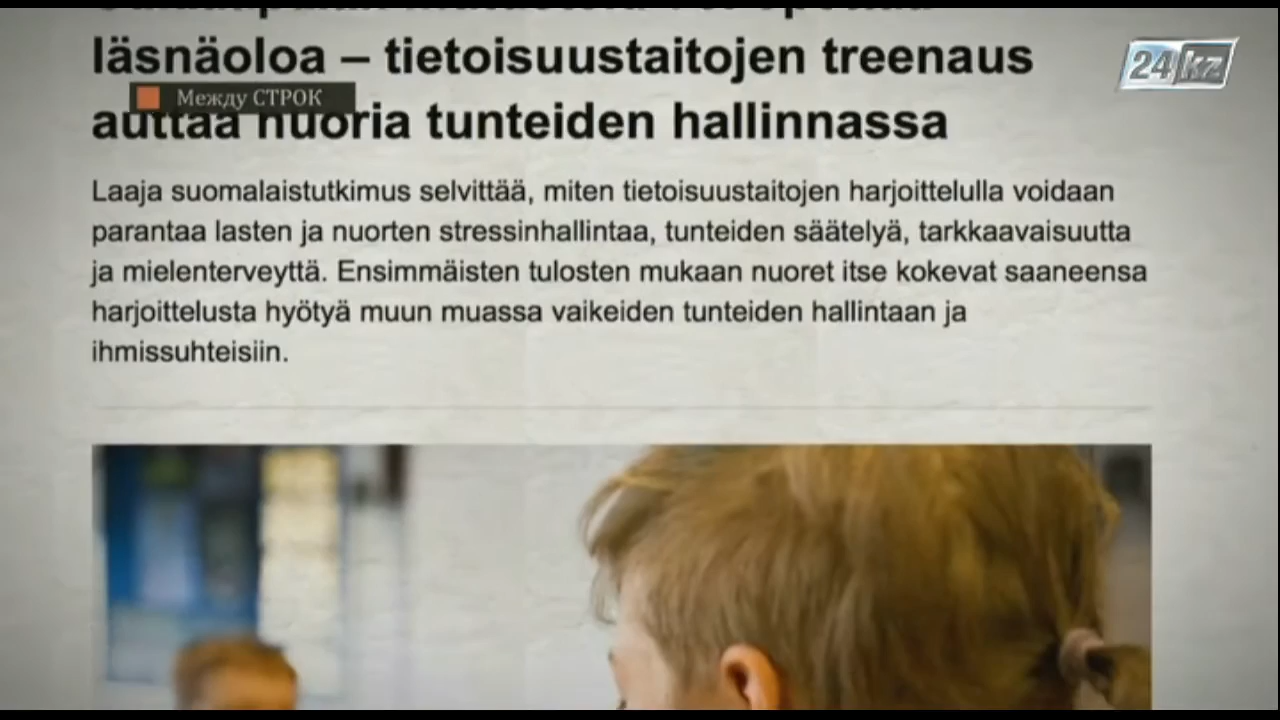 läsnäoloa – tietoisuustaitojen treenaus
24 kz
Между СТРОК
auttaa nuoria tunteiden hallinnassa
Laaja suomalaistutkimus selvittää, miten tietoisuustaitojen harjoittelulla voidaan
parantaa lasten ja nuorten stressinhallintaa, tunteiden säätelyä, tarkkaavaisuutta
ja mielenterveyttä. Ensimmäisten tulosten mukaan nuoret itse kokevat saaneensa
harjoittelusta hyötyä muun muassa vaikeiden tunteiden hallintaan ja
ihmissuhteisiin.